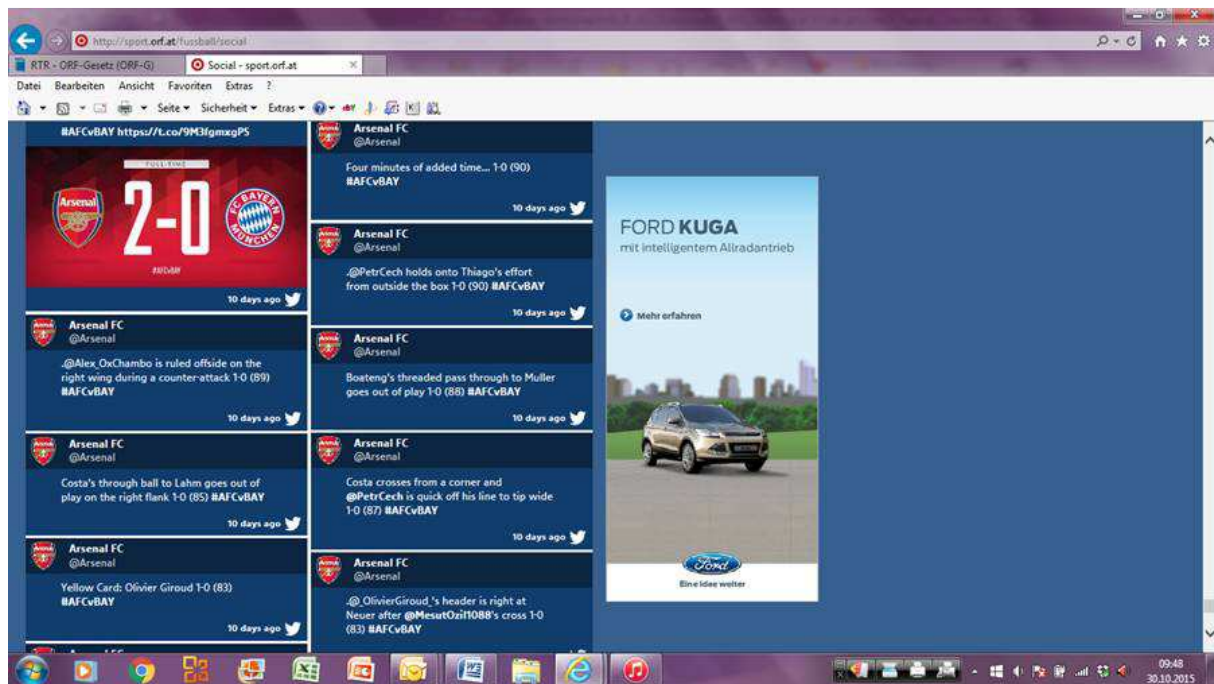 http://sport.orf.at/fussball/social
RTR - ORF-Gesetz (ORF-G)
Social - sport.orf.at
Datei Bearbeiten Ansicht Favoriten Extras ?
Seite Sicherheit Extras
#AFCvBAY https://t.co/9M3fgmxgPS
FULL-TIME
Arsenal
2-0
FC BAYERN
MÜNCHEN
#AFCvBAY
10 days ago
Arsenal FC
@Arsenal
.@Alex_OxChambo is ruled offside on the
right wing during a counter-attack 1-0 (89)
#AFCvBAY
10 days ago
Arsenal FC
@Arsenal
Costa's through ball to Lahm goes out of
play on the right flank 1-0 (85) #AFCvBAY
10 days ago
Arsenal FC
@Arsenal
Yellow Card: Olivier Giroud 1-0 (83)
#AFCvBAY
10 days ago
Arsenal FC
@Arsenal
Four minutes of added time... 1-0 (90)
#AFCvBAY
10 days ago
Arsenal FC
@Arsenal
.@PetrCech holds onto Thiago's effort
from outside the box 1-0 (90) #AFCvBAY
10 days ago
Arsenal FC
@Arsenal
Boateng's threaded pass through to Muller
goes out of play 1-0 (88) #AFCvBAY
10 days ago
Arsenal FC
@Arsenal
Costa crosses from a corner and
@PetrCech is quick off his line to tip wide
1-0 (87) #AFCvBAY
10 days ago
Arsenal FC
@Arsenal
.@_OlivierGiroud_'s header is right at
Neuer after @MesutOzil1088's cross 1-0
(83) #AFCvBAY
FORD KUGA
mit intelligentem Allradantrieb
Mehr erfahren
Ford
Eine Idee weiter
09:48
30.10.2015